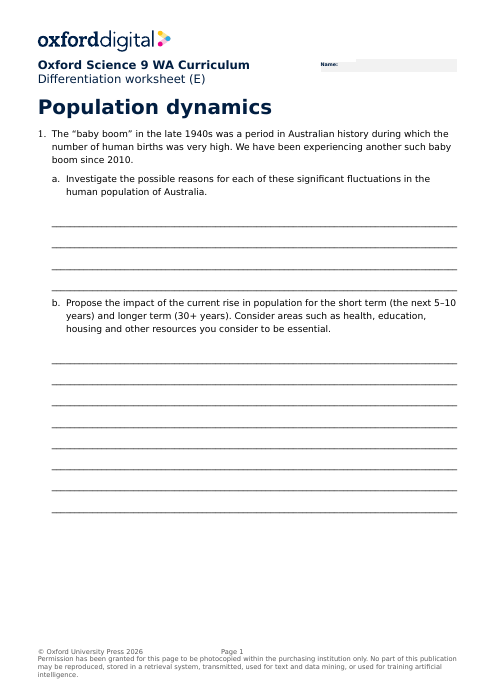 oxforddigital
Oxford Science 9 WA Curriculum
Name:
Differentiation worksheet (E)
Population dynamics
1. The “baby boom” in the late 1940s was a period in Australian history during which the
number of human births was very high. We have been experiencing another such baby
boom since 2010.
a. Investigate the possible reasons for each of these significant fluctuations in the
human population of Australia.
b. Propose the impact of the current rise in population for the short term (the next 5–10
years) and longer term (30+ years). Consider areas such as health, education,
housing and other resources you consider to be essential.
© Oxford University Press 2026 Page 1
Permission has been granted for this page to be photocopied within the purchasing institution only. No part of this publication
may be reproduced, stored in a retrieval system, transmitted, used for text and data mining, or used for training artificial
intelligence.